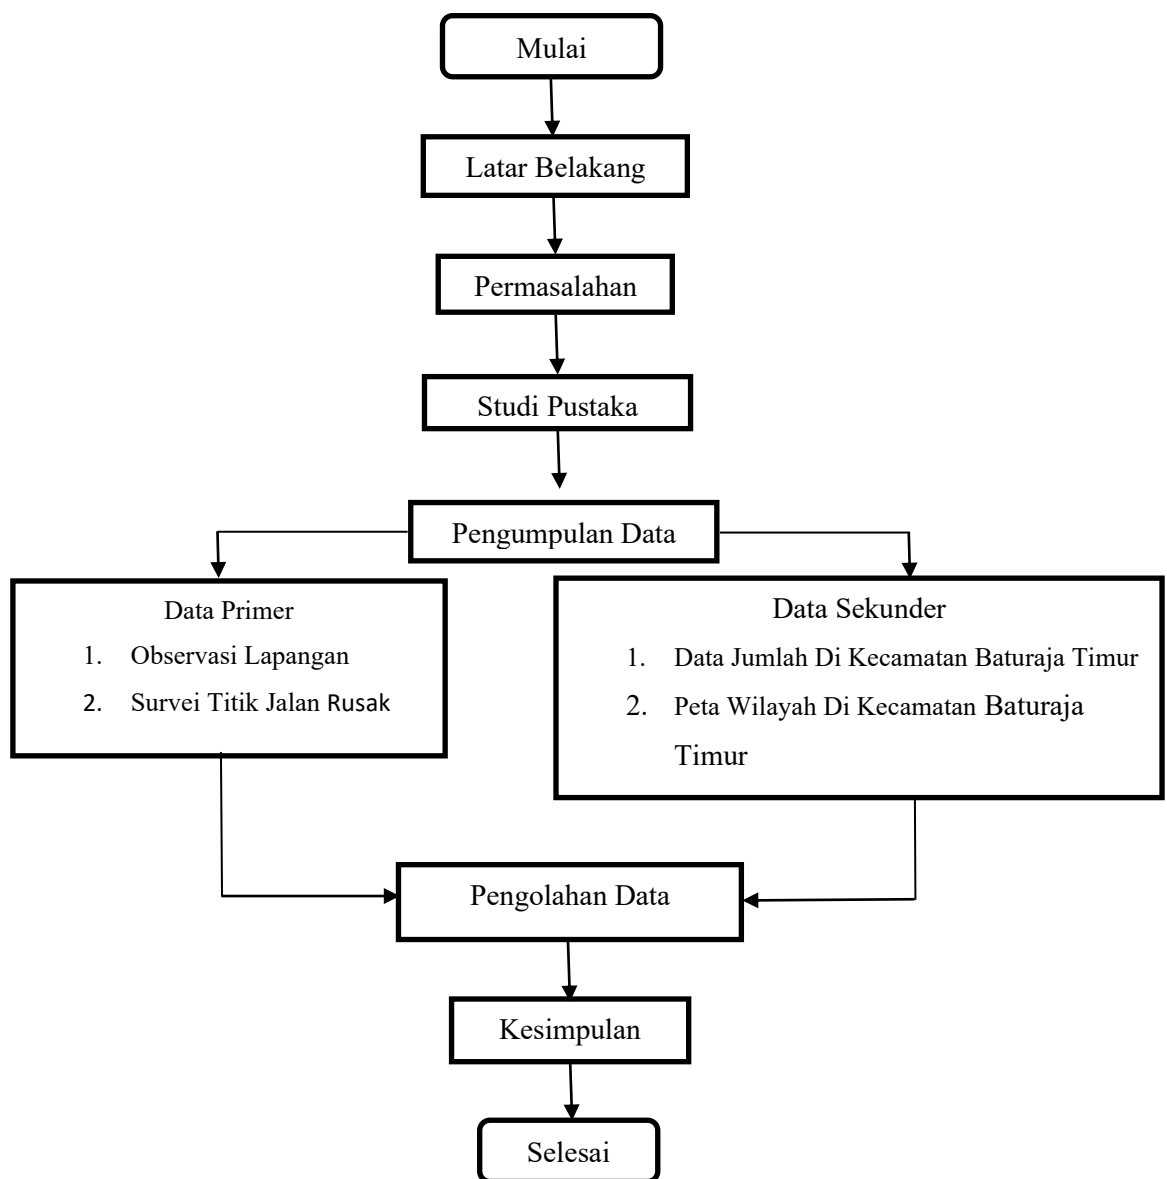 Mulai
Latar Belakang
Permasalahan
Studi Pustaka
Pengumpulan Data
Data Primer
1. Observasi Lapangan
2. Survei Titik Jalan Rusak
Data Sekunder
1. Data Jumlah Di Kecamatan Baturaja Timur
2. Peta Wilayah Di Kecamatan Baturaja
Timur
Pengolahan Data
Kesimpulan
Selesai